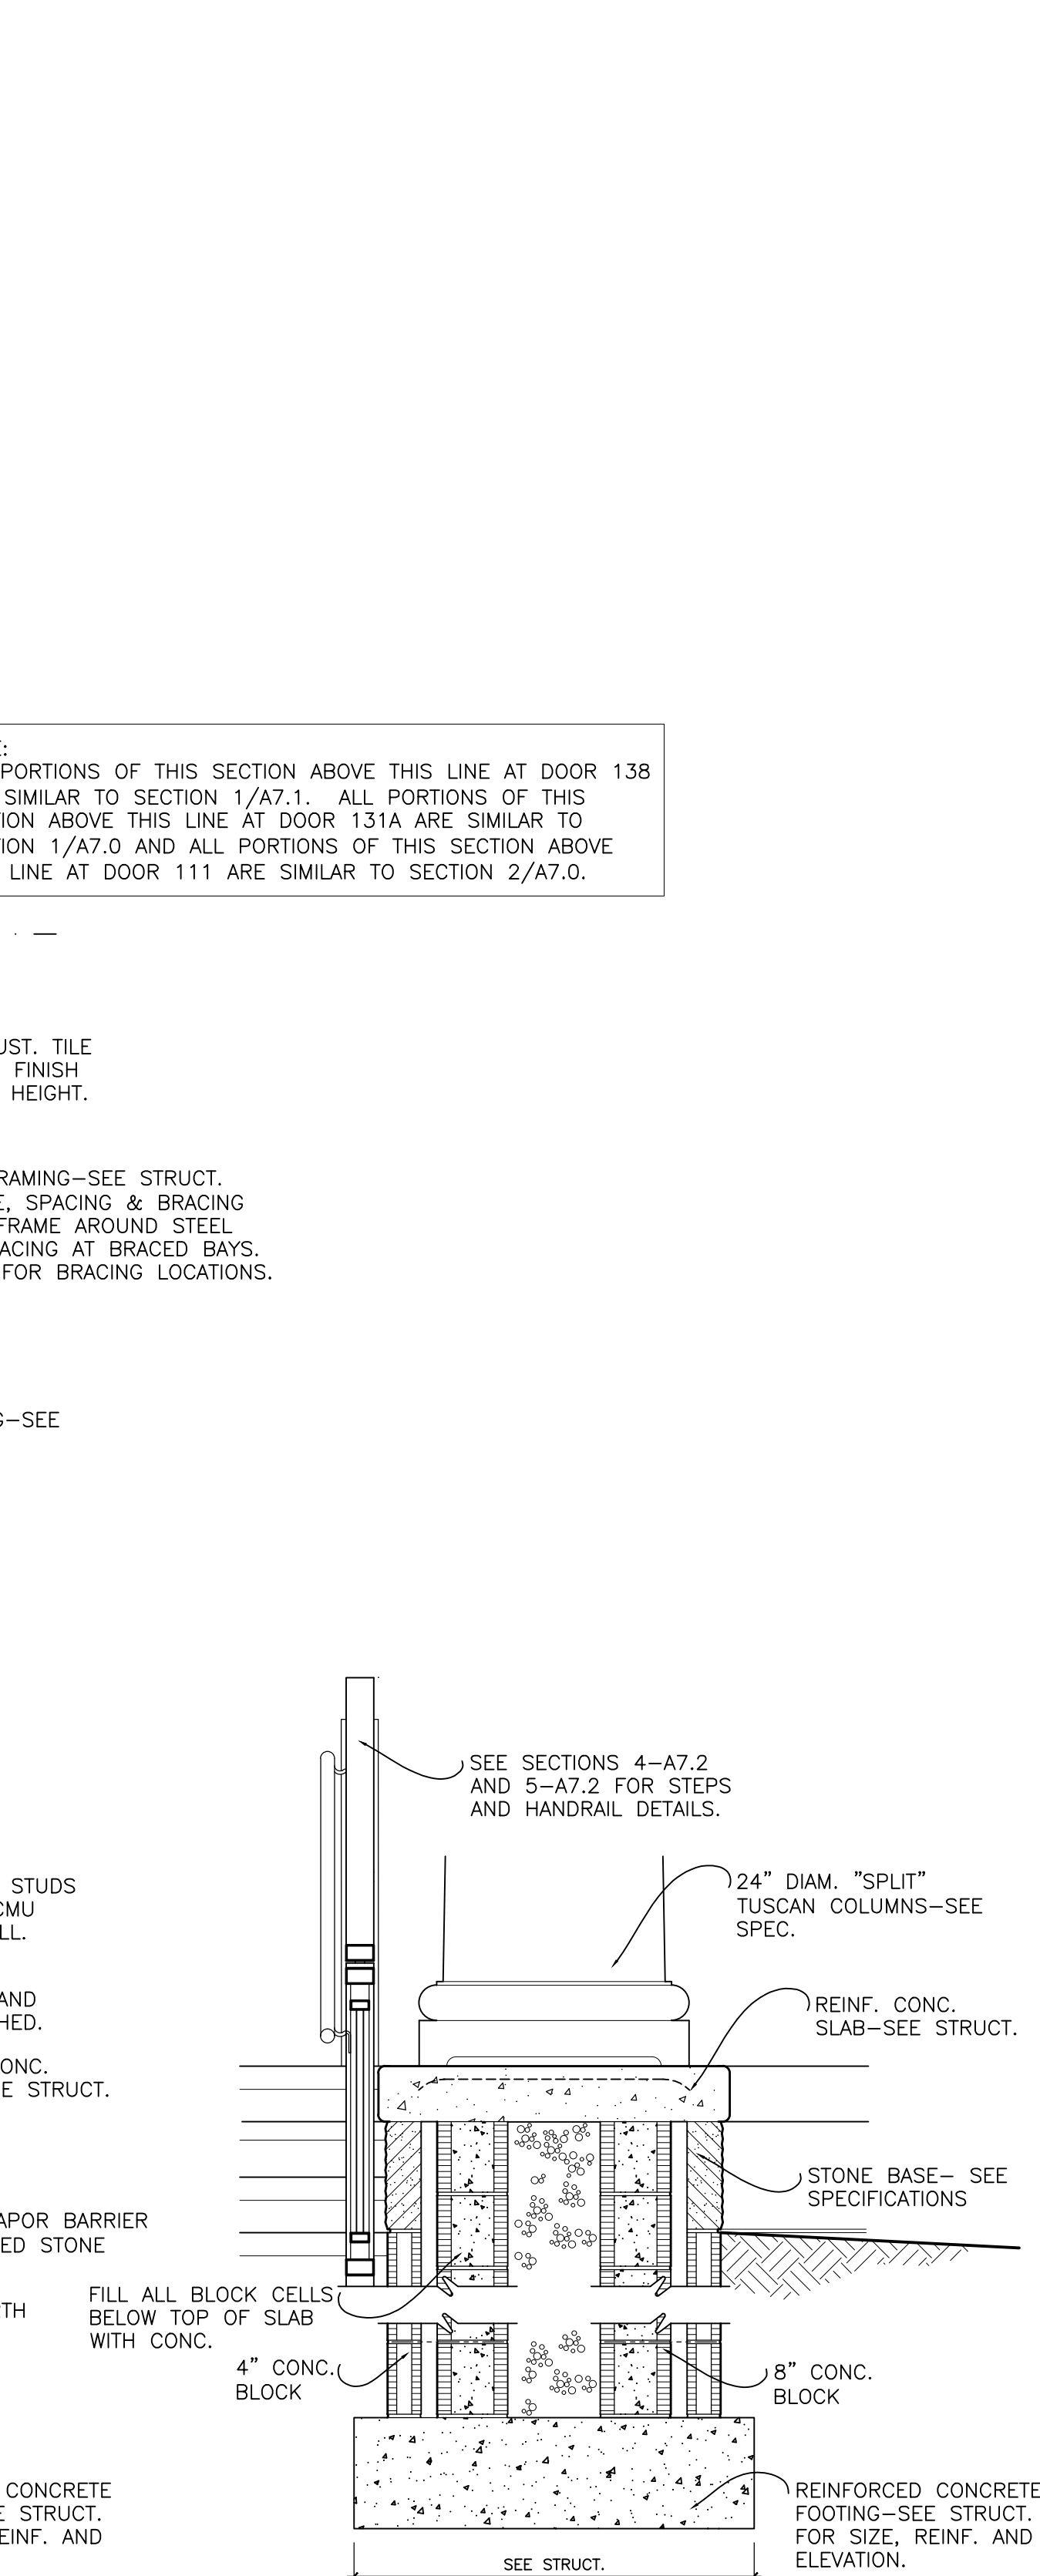 :
PORTIONS OF THIS SECTION ABOVE THIS LINE AT DOOR 138
SIMILAR TO SECTION 1/A7.1. ALL PORTIONS OF THIS
ABOVE THIS LINE AT DOOR 131A ARE SIMILAR TO
1/A7.0 AND ALL PORTIONS OF THIS SECTION ABOVE
LINE AT DOOR 111 ARE SIMILAR TO SECTION 2/A7.0.
UST. TILE
FINISH
HEIGHT.
RAMING-SEE STRUCT.
E, SPACING & BRACING
FRAME AROUND STEEL
ACING AT BRACED BAYS.
FOR BRACING LOCATIONS.
G-SEE
SEE SECTIONS 4-A7.2
AND 5-A7.2 FOR STEPS
AND HANDRAIL DETAILS.
24" DIAM. "SPLIT"
TUSCAN COLUMNS-SEE
SPEC.
STUDS
CMU
LL.
AND
HED.
REINF. CONC.
SLAB-SEE STRUCT.
ONC.
E STRUCT.
STONE BASE- SEE
SPECIFICATIONS
APOR BARRIER
ED STONE
FILL ALL BLOCK CELLS
BELOW TOP OF SLAB
WITH CONC.
RTH
4" CONC.
BLOCK
8" CONC.
BLOCK
CONCRETE
E STRUCT.
EINF. AND
REINFORCED CONCRETE
FOOTING-SEE STRUCT.
FOR SIZE, REINF. AND
ELEVATION.
SEE STRUCT.